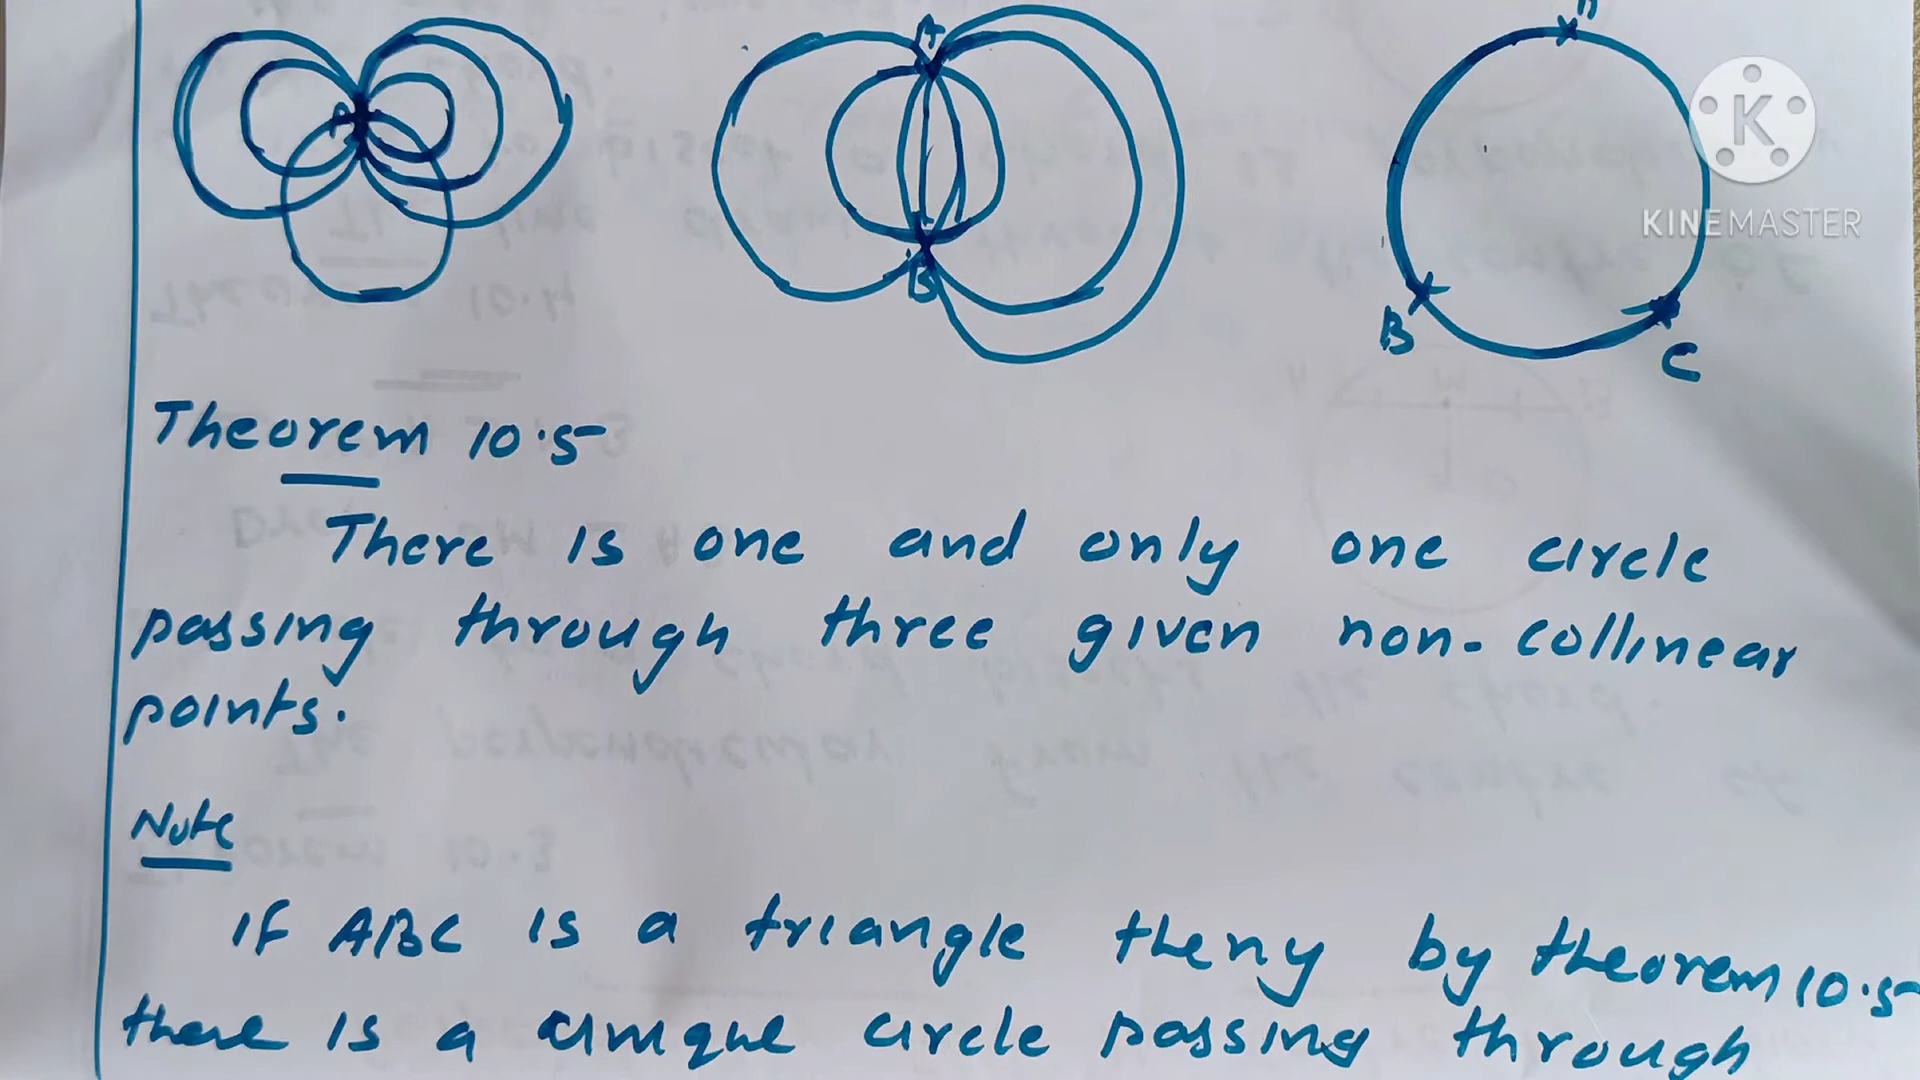 A
A
K
KINEMASTER
A
B
B
C
Theorem 10.5
There is one and only one circle
passing through three given non-collinear
points.
Note
if ABC is a triangle theny by theorem 10.5
there is a unique circle passing through